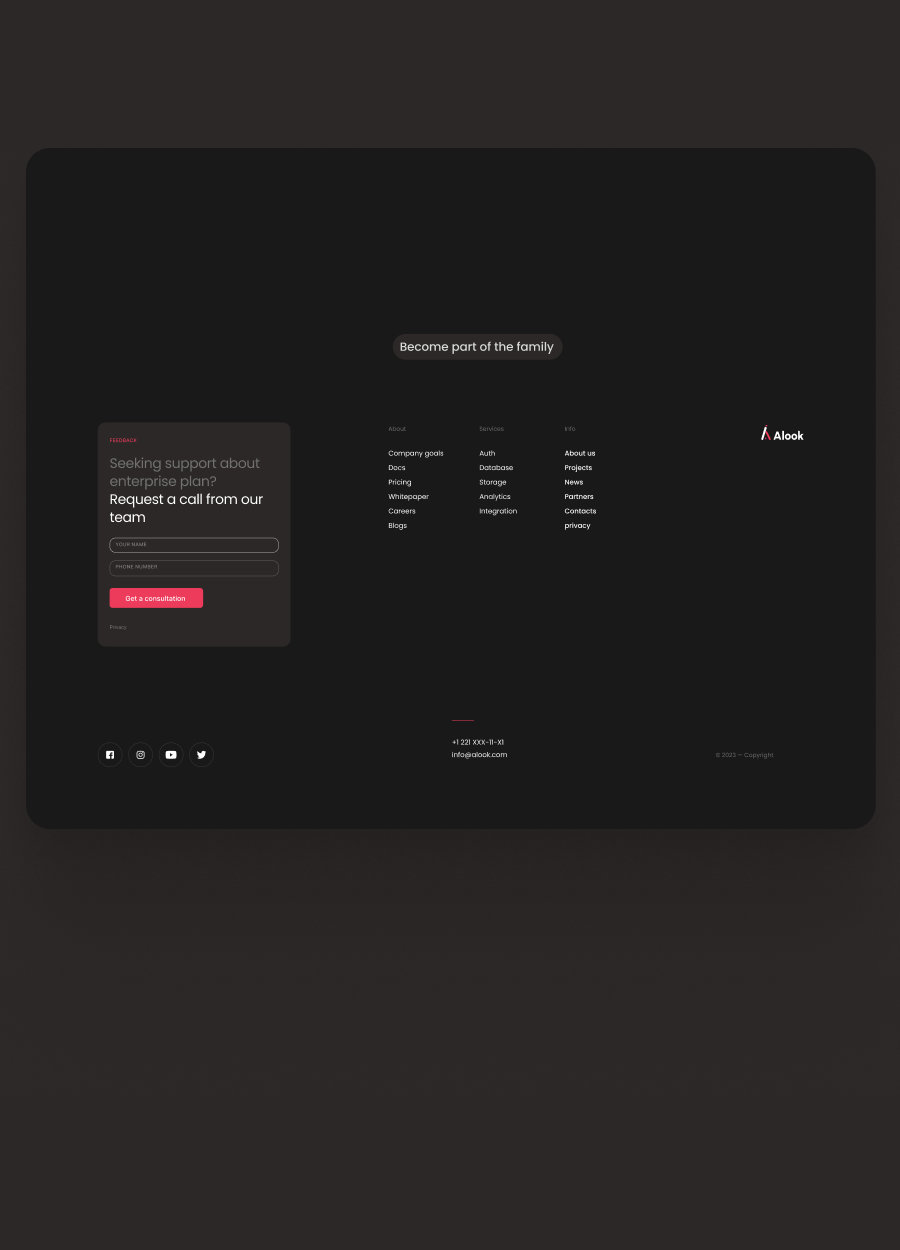 Become part of the family
FEEDBACK
Seeking support about
enterprise plan?
Request a call from our
team
YOUR NAME
PHONE NUMBER
Get a consultation
Privacy
About
Company goals
Docs
Pricing
Whitepaper
Careers
Blogs
Services
Auth
Database
Storage
Analytics
Integration
Info
About us
Projects
News
Partners
Contacts
privacy
Alook
+1 221 XXX-11-X1
info@alook.com
© 2023 — Copyright